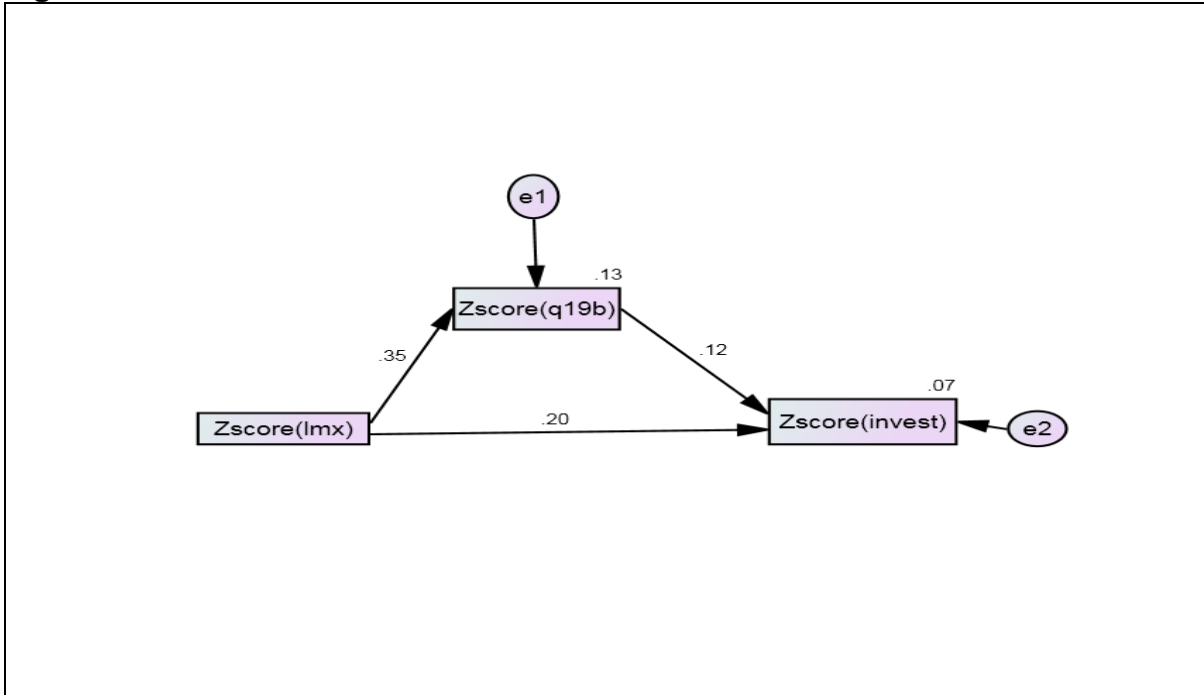 e1
.13
Zscore(q19b)
.35
.12
.07
Zscore(lmx)
.20
Zscore(invest)
e2